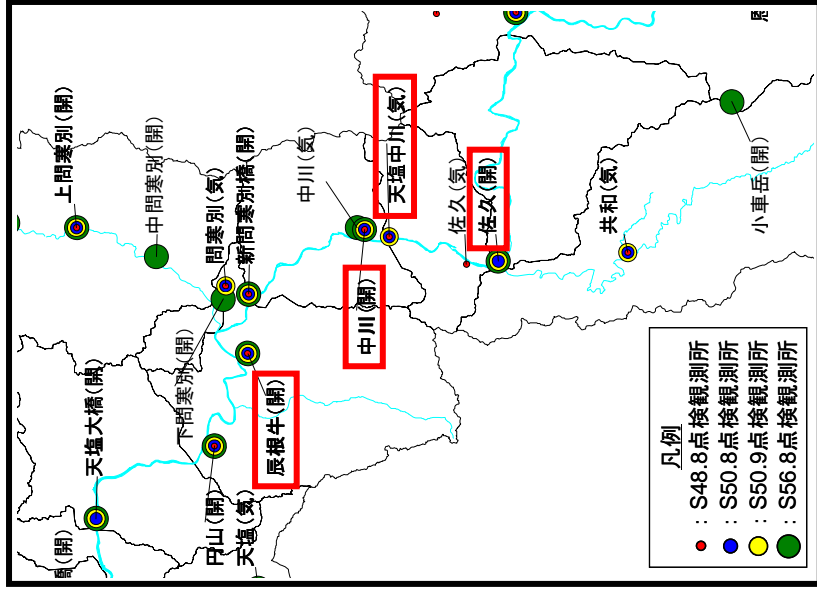 上問寒別(開)
中問寒別(開)
問寒別(気)
新問寒別橋(開)
中川(気)
天塩中川(気)
佐久(気)
佐久(開)
共和(気)
小車岳(開)
天塩大橋(開)
下問寒別(開)
中川(開)
辰根牛(開)
円山(開)
天塩(気)
(開)
凡例
: S48.8点検観測所
: S50.8点検観測所
: S50.9点検観測所
: S56.8点検観測所